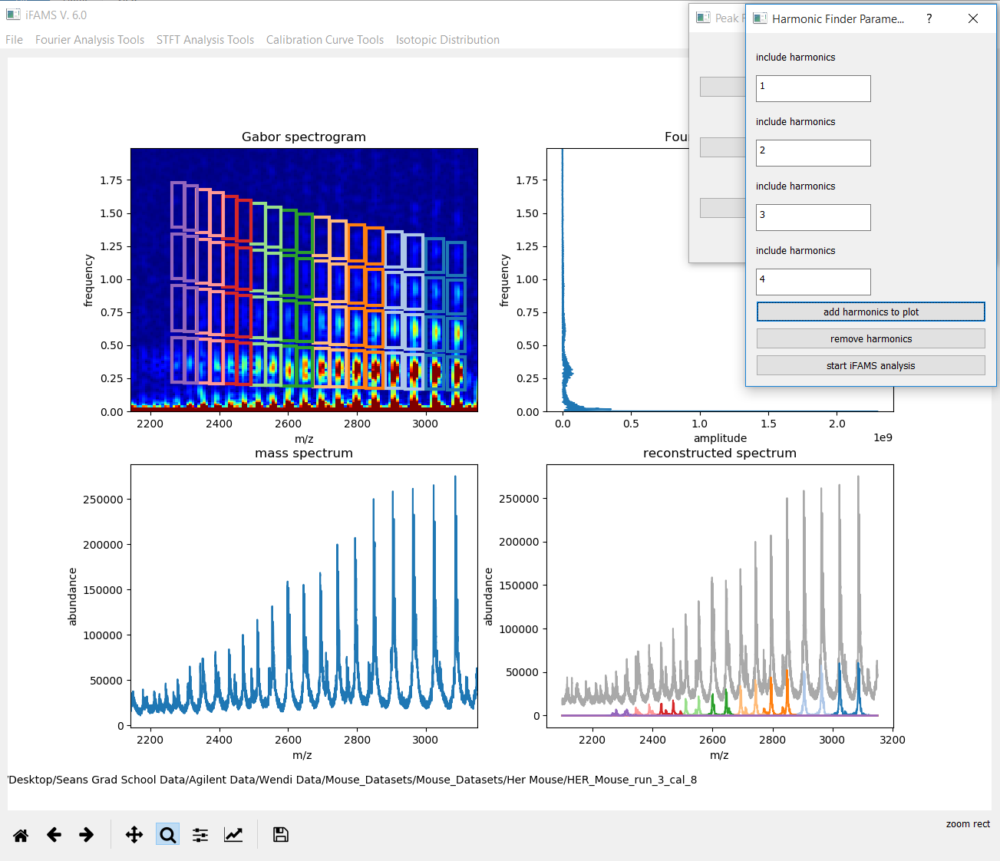 iFAMS V. 6.0
File Fourier Analysis Tools STFT Analysis Tools Calibration Curve Tools Isotopic Distribution
Peak F
Harmonic Finder Parame... ?
include harmonics
1
include harmonics
2
include harmonics
3
include harmonics
4
add harmonics to plot
remove harmonics
start iFAMS analysis
Gabor spectrogram
frequency
1.75
1.50
1.25
1.00
0.75
0.50
0.25
0.00
2200 2400 2600 2800 3000
m/z
Four
frequency
1.75
1.50
1.25
1.00
0.75
0.50
0.25
0.00
0.0 0.5 1.0 1.5 2.0
amplitude
1e9
mass spectrum
abundance
250000
200000
150000
100000
50000
0
2200 2400 2600 2800 3000
m/z
reconstructed spectrum
abundance
250000
200000
150000
100000
50000
0
2200 2400 2600 2800 3000 3200
m/z
'Desktop/Seans Grad School Data/Agilent Data/Wendi Data/Mouse_Datasets/Mouse_Datasets/Her Mouse/HER_Mouse_run_3_cal_8
zoom rect